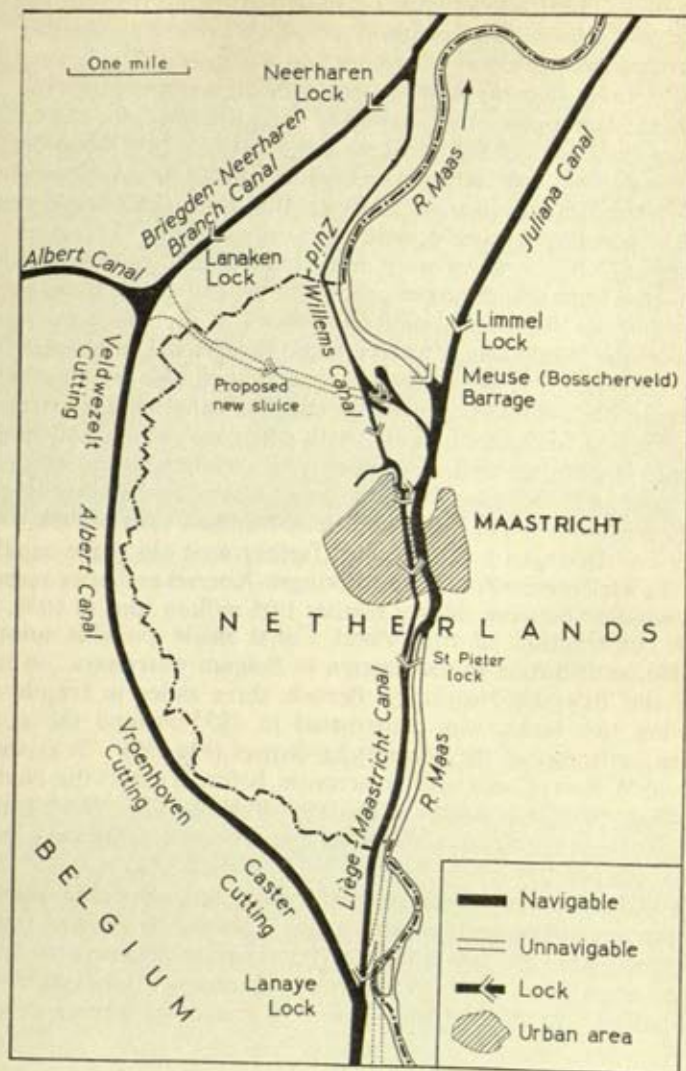 One mile
Neerharen
Lock
Briegden-Neerharen
Branch Canal
R. Maas
Juliana Canal
Albert Canal
Lanaken
Lock
Zuid-
Willems Canal
Limmel
Lock
Veldwezelt
Cutting
Proposed
new sluice
Meuse (Bosscherveld)
Barrage
Albert Canal
MAASTRICHT
NETHERLANDS
St Pieter
lock
Vroenhoven
Cutting
Liège-Maastricht Canal
R. Maas
Caster
Cutting
BELGIUM
Lanaye
Lock
Navigable
Unnavigable
Lock
Urban area